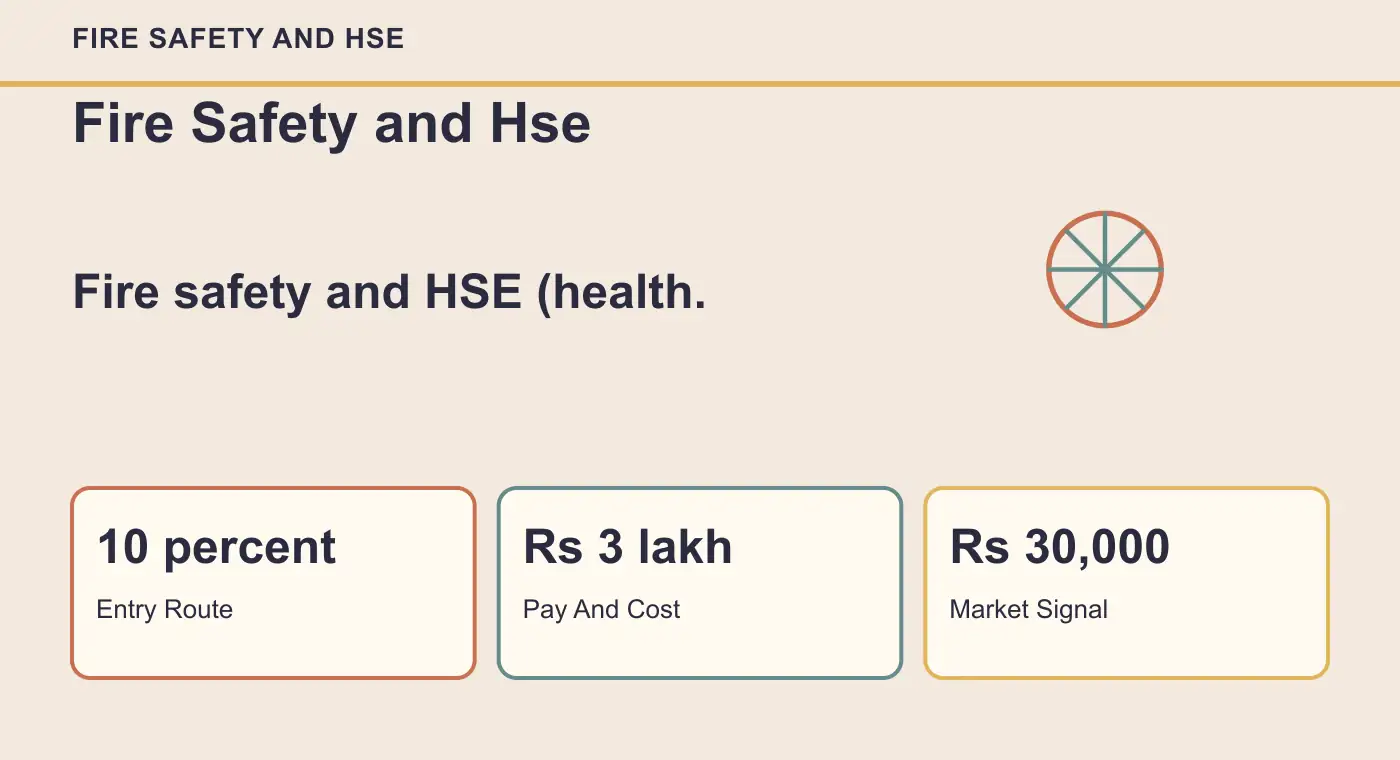 FIRE SAFETY AND HSE
Fire Safety and Hse
Fire safety and HSE (health.
10 percent
Entry Route
Rs 3 lakh
Pay And Cost
Rs 30,000
Market Signal